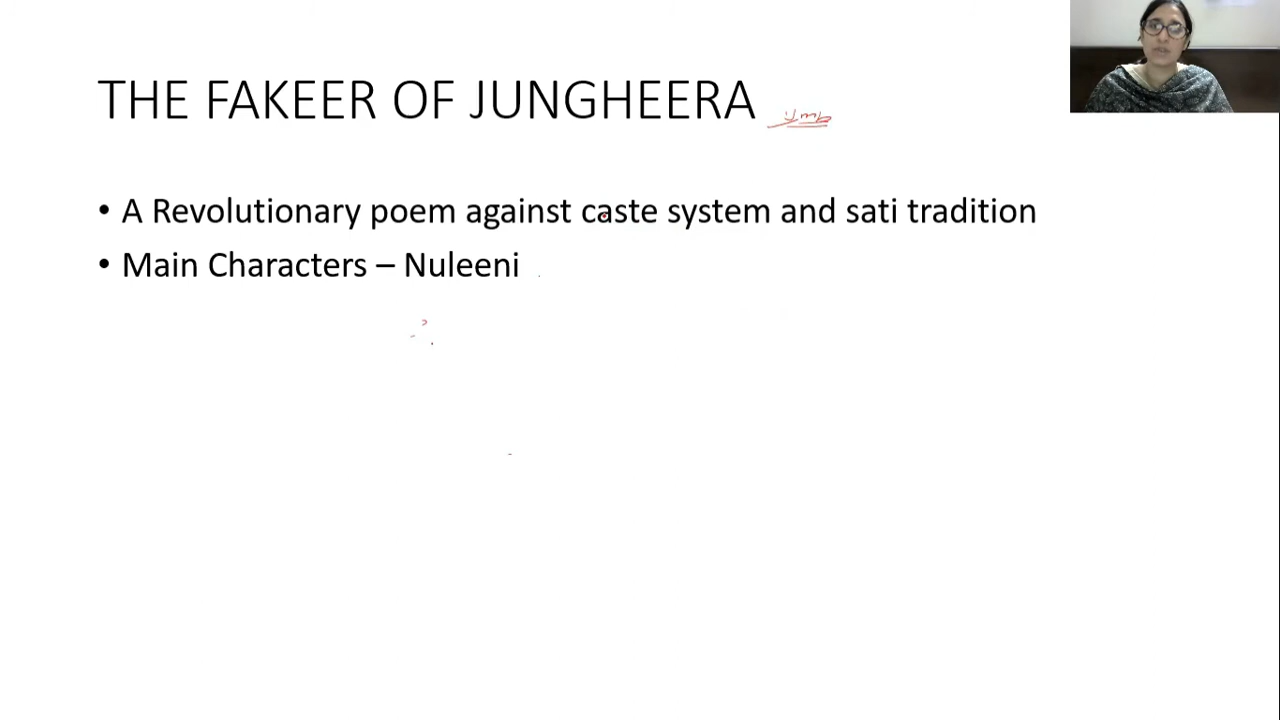 THE FAKEER OF JUNGHEERA
• A Revolutionary poem against caste system and sati tradition
• Main Characters – Nuleeni